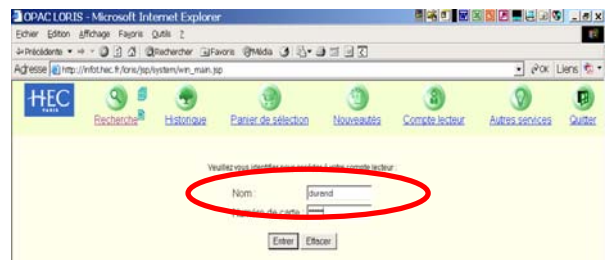 OPAC LORIS - Microsoft Internet Explorer
Fichier Edition Affichage Favoris Outils ?
Précédente Rechercher Favoris Média
Adresse http://infot.hec.fr/loris/jsp/system/win_main.jsp OK Liens
HEC
PARIS
Recherche Historique Panier de sélection Nouveautés Compte lecteur Autres services Quitter
Veuillez vous identifier pour accéder à votre compte lecteur :
Nom : durand
Numéro de carte :
Entrer Effacer